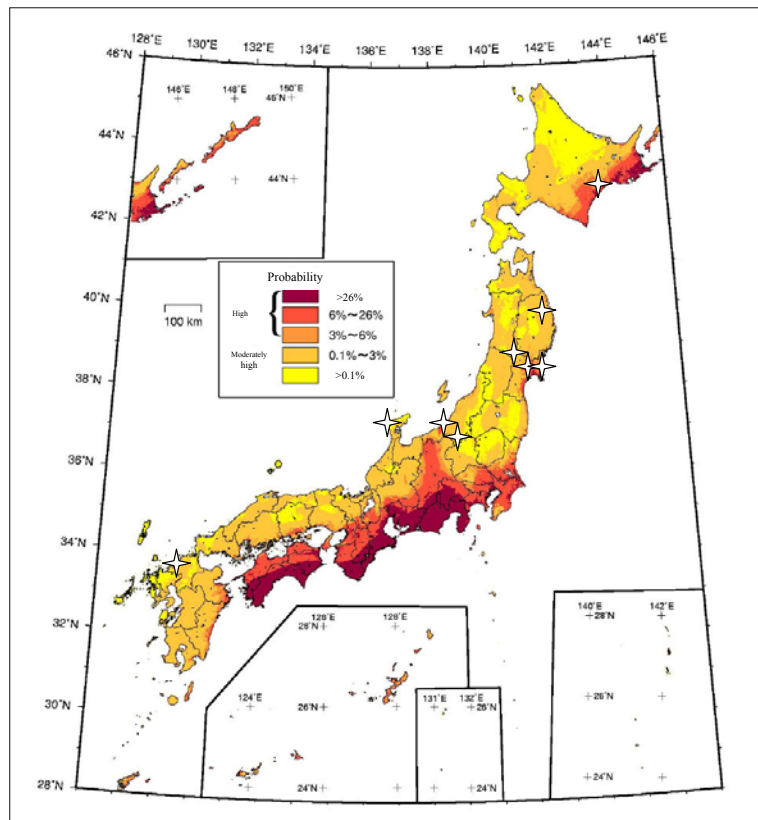 128°E 130°E 132°E 134°E 136°E 138°E 140°E 142°E 144°E 146°E
46°N
44°N
42°N
40°N
38°N
36°N
34°N
32°N
30°N
28°N
146°E 148°E 150°E
46°N
44°N
100 km
Probability
High
>26%
6%~26%
3%~6%
Moderately
high
0.1%~3%
>0.1%
126°E
28°N
124°E
26°N
24°N
131°E 132°E
26°N
24°N
140°E 142°E
28°N
26°N
24°N